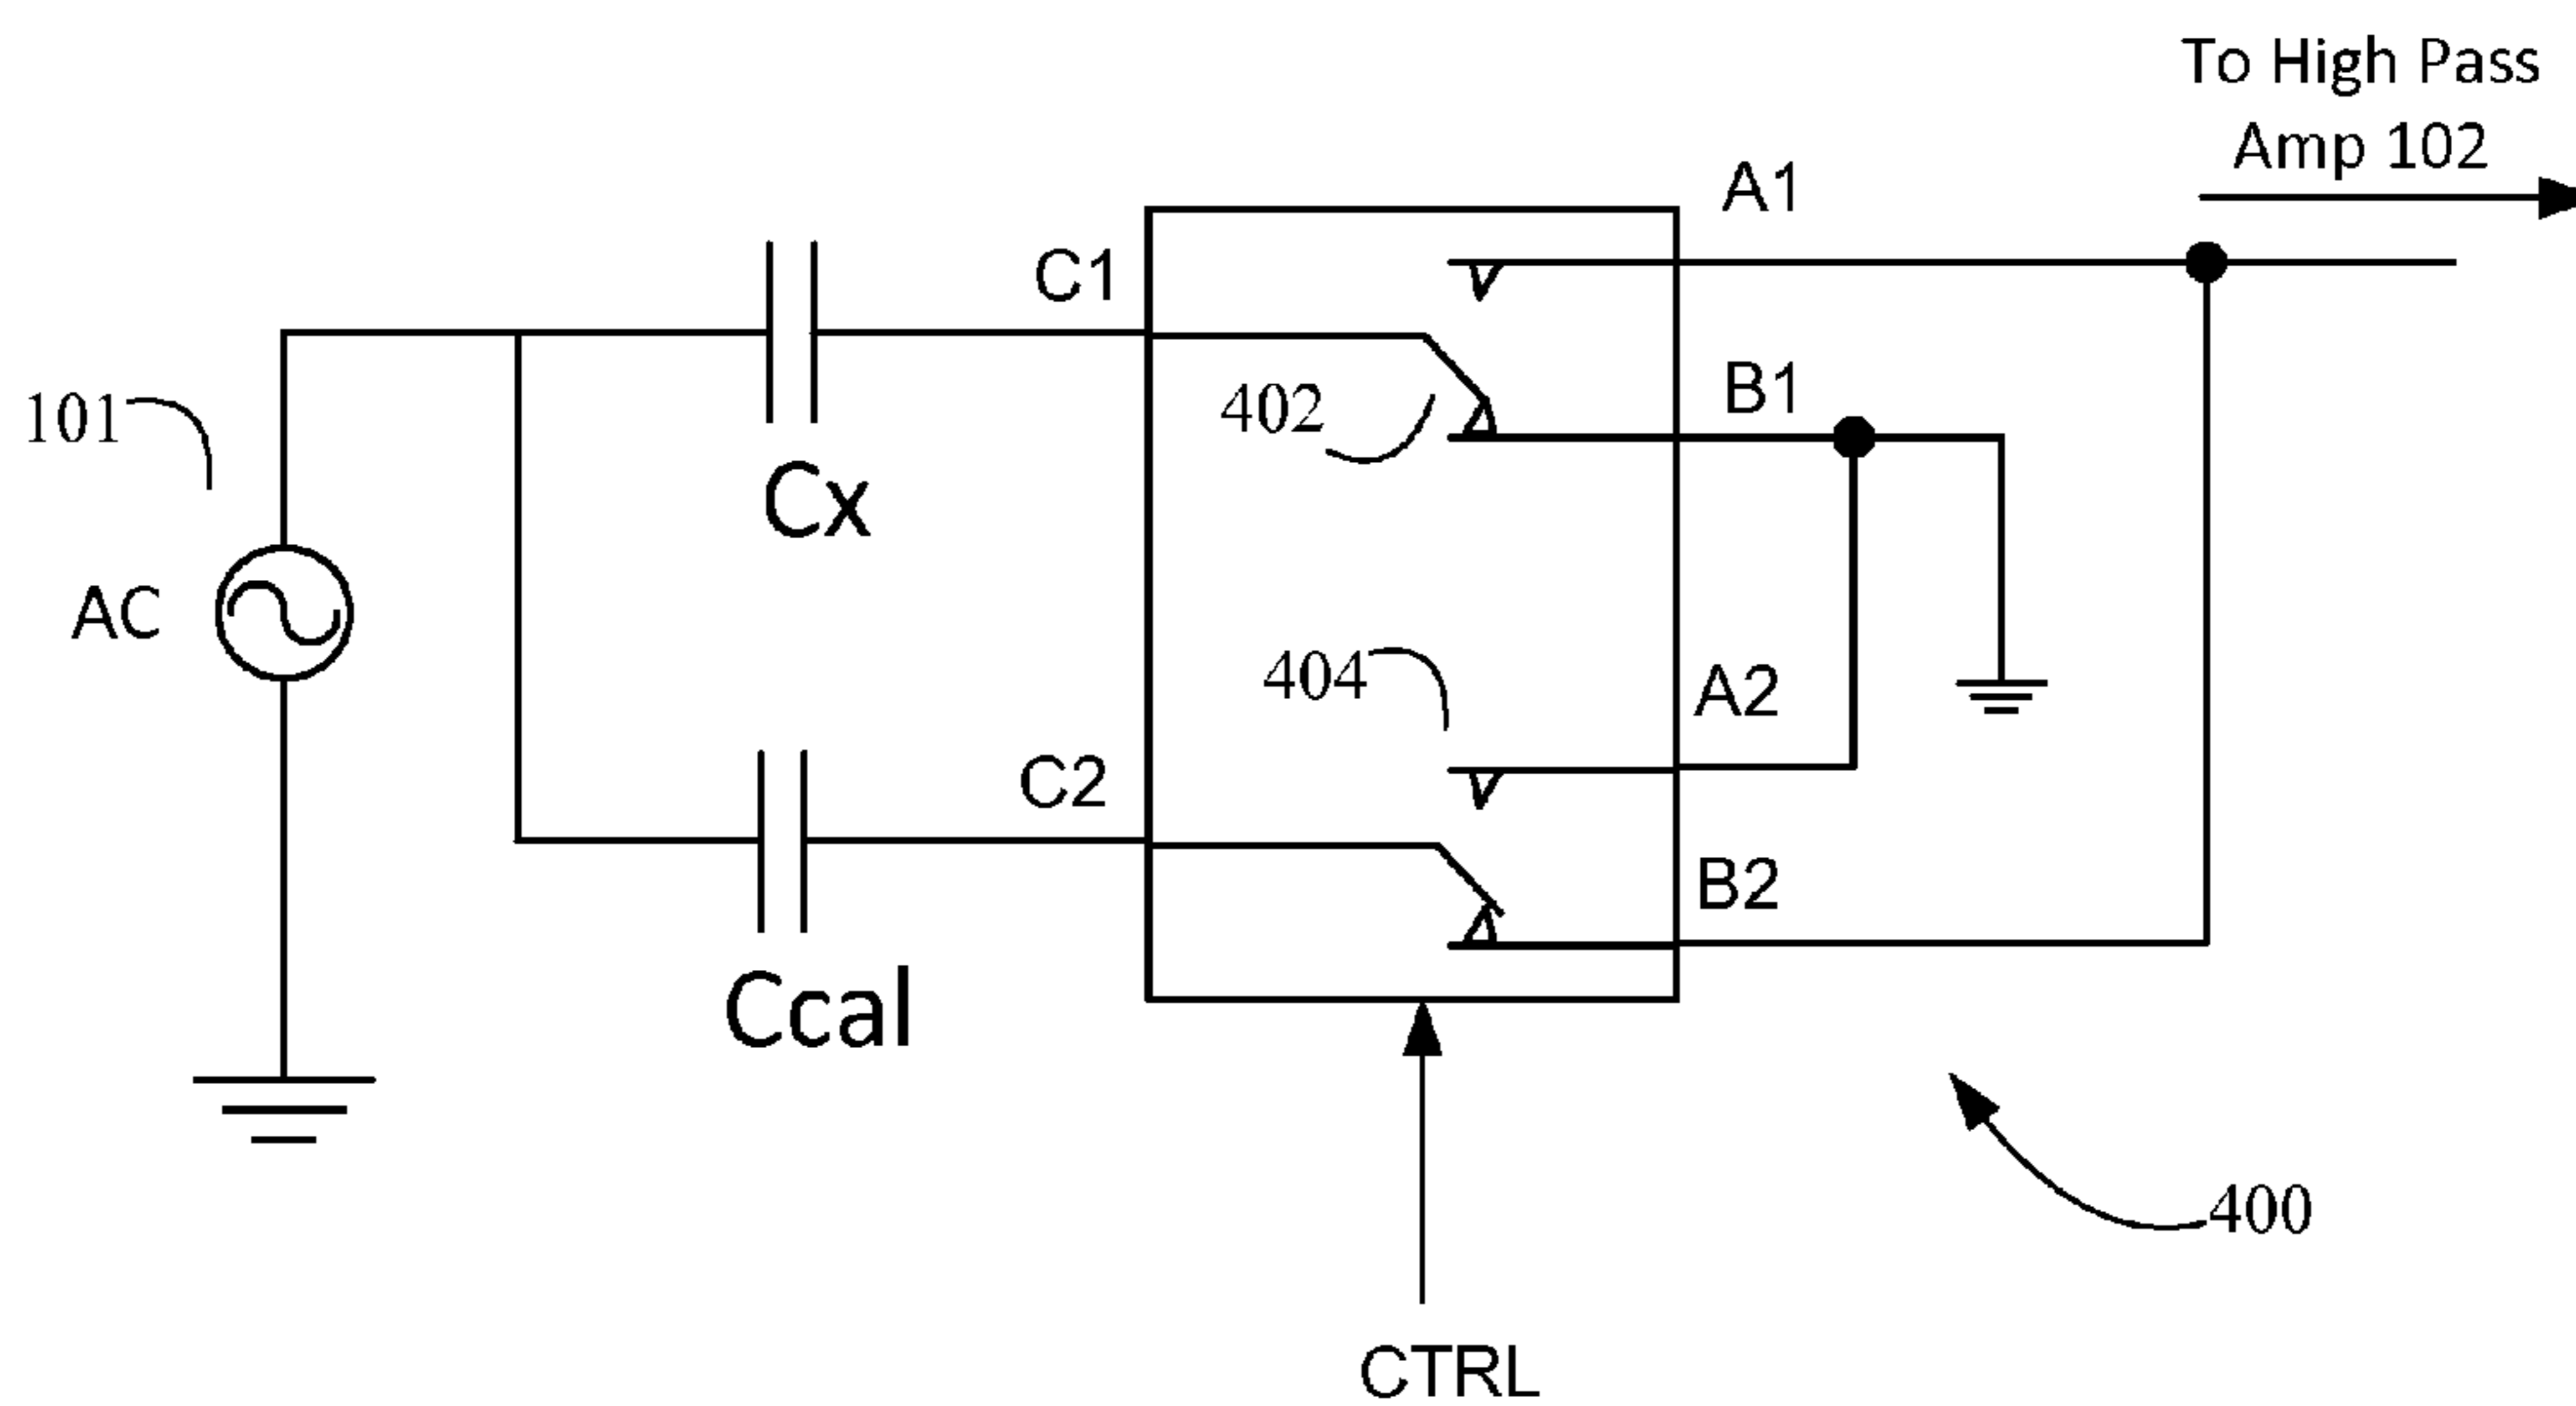 To High Pass
Amp 102
A1
C1
B1
101
402
Cx
AC
404
A2
C2
B2
Ccal
400
CTRL